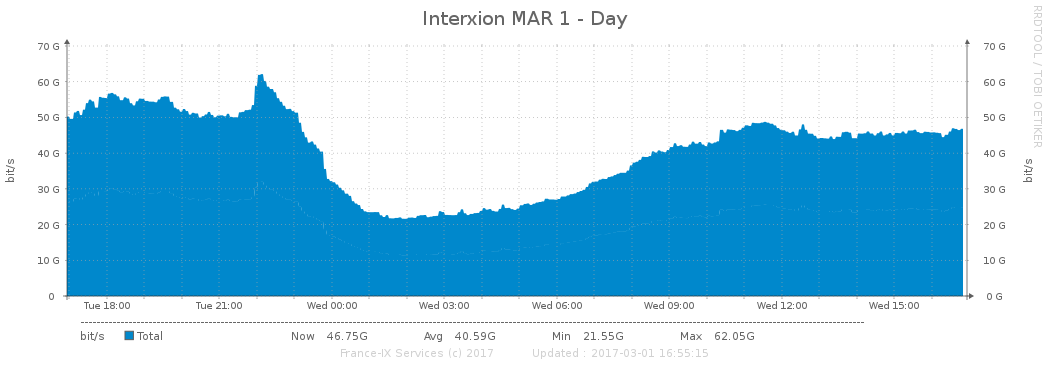 Interxion MAR 1 - Day
RRDTOOL / TOBI OETIKER
bit/s
70 G 70 G
60 G 60 G
50 G 50 G
40 G 40 G
30 G 30 G
20 G 20 G
10 G 10 G
0 0 G
bit/s
Tue 18:00 Tue 21:00 Wed 00:00 Wed 03:00 Wed 06:00 Wed 09:00 Wed 12:00 Wed 15:00
bit/s Total Now 46.75G Avg 40.59G Min 21.55G Max 62.05G
France-IX Services (c) 2017 Updated : 2017-03-01 16:55:15